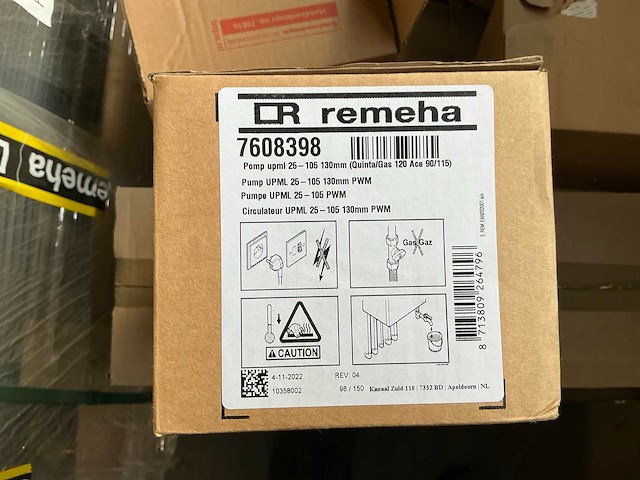 remeha
7608398
Pomp upml 25-105 130mm (Quinta/Gas 120 Ace 90/115)
Pump UPML 25-105 130mm PWM
Pumpe UPML 25-105 PWM
Circulateur UPML 25-105 130mm PWM
Gas Gaz
CAUTION
8 713809 264796
4-11-2022
REV: 04
10358002
96 / 150
Kanaal Zuid 110 | 7332 BD | Apeldoorn | NL
remeha